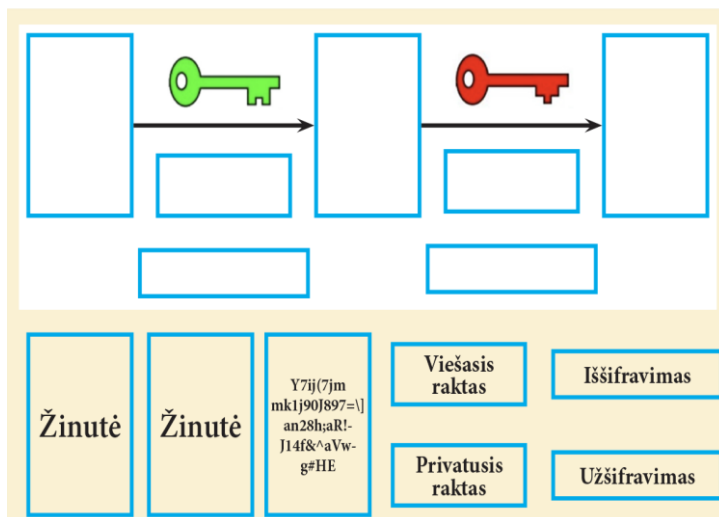 Žinutė
Žinutė
Y7ij(7jm
mk1j90J897=\]
an28h;aR!-
J14f&^aVw-
g#HE
Viešasis
raktas
Iššifravimas
Privatusis
raktas
Užšifravimas